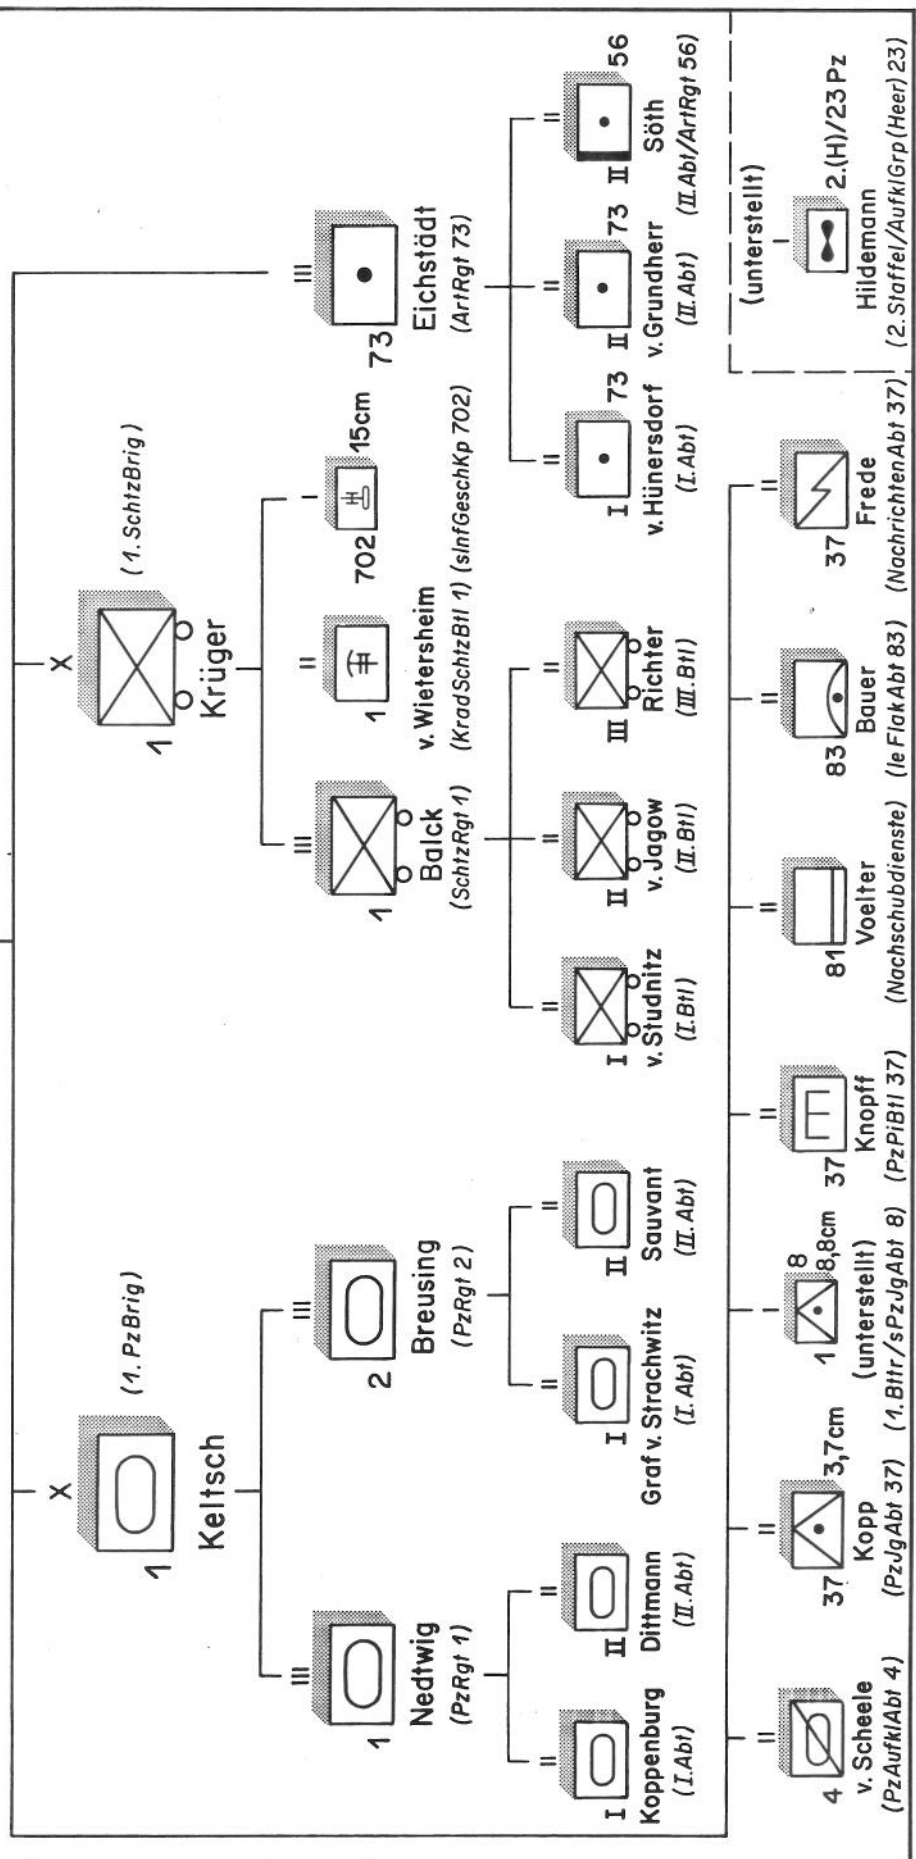 X
(1. PzBrig)
1
Keltsch
X
(1. SchtzBrig)
1
Krüger
III
1
Nedtwig
(PzRgt 1)
III
2
Breusing
(PzRgt 2)
III
1
Balck
(SchtzRgt 1)
II
1
v. Wietersheim
(KradSchtzBtl 1)
I
702
15cm
(sInfGeschKp 702)
III
73
Eichstädt
(ArtRgt 73)
II
I
Koppenburg
(I.Abt)
II
II
Dittmann
(II.Abt)
II
I
Graf v. Strachwitz
(I.Abt)
II
II
Sauvant
(II.Abt)
II
I
v.Studnitz
(I.Btl)
II
II
v.Jagow
(II.Btl)
II
III
Richter
(III.Btl)
II
I
73
v.Hünersdorf
(I.Abt)
II
II
73
v.Grundherr
(II.Abt)
II
II
56
Söth
(II.Abt/ArtRgt 56)
II
4
v. Scheele
(PzAufklAbt 4)
II
37
3,7cm
Kopp
(PzJgAbt 37)
I
1
8
8,8cm
(unterstellt)
(1.Bttr/sPzJgAbt 8)
II
37
Knopff
(PzPiBtl 37)
II
81
Voelter
(Nachschubdienste)
II
83
Bauer
(le FlakAbt 83)
II
37
Frede
(NachrichtenAbt 37)
(unterstellt)
I
2.(H)/23 Pz
Hildemann
(2.Staffel/AufklGrp(Heer) 23)